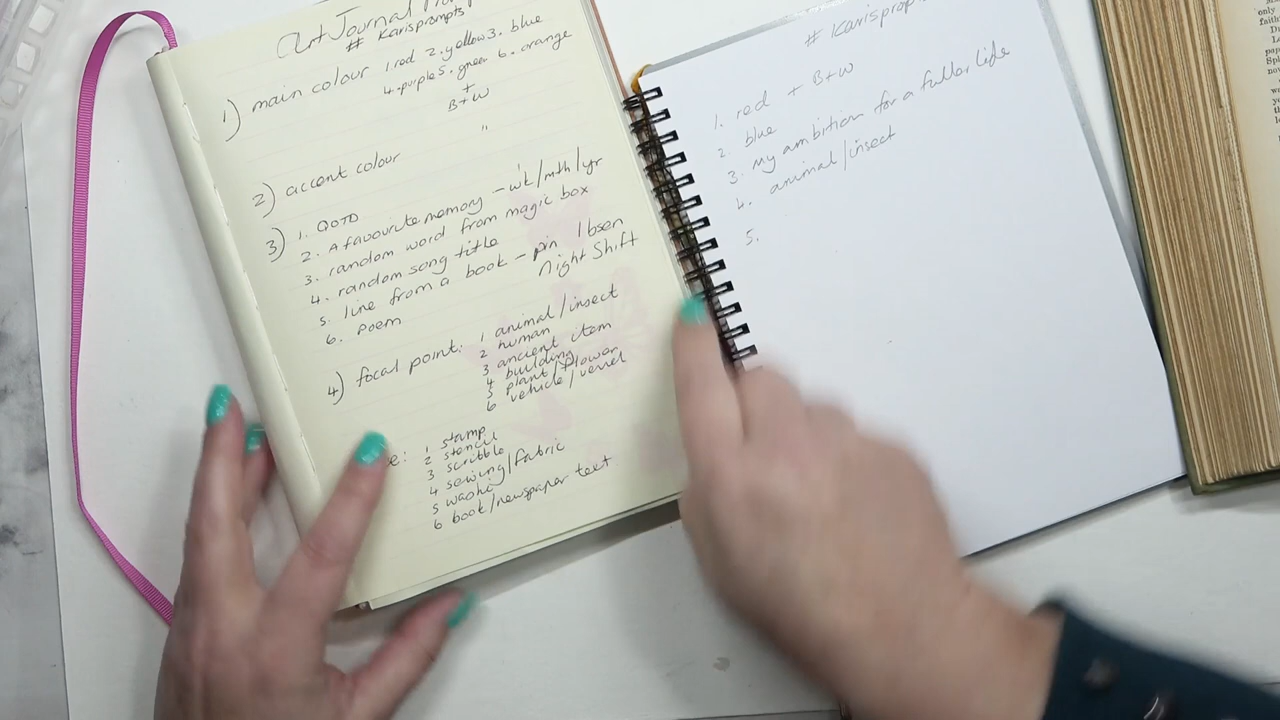 Art Journal
# Karisprompts
1) main colour 1. red 2. yellow 3. blue
4. purple 5. green 6. orange
+
B+W
2) accent colour "
3) 1. QOTD
2. A favourite memory - wk/mth/yr
3. random word from magic box
4. random song title
5. line from a book - pin Ibsen
Night Shift
6. poem
4) focal point: 1 animal/insect
2 human
3 ancient item
4 building
5 plant/flower
6 vehicle/vessel
e: 1 stamp
2 stencil
3 scribble
4 sewing/fabric
5 washi
6 book/newspaper text
# Karisprop
1. red + B+W
2. blue
3. my ambition for a fuller life
4. animal/insect
5.
only
faith